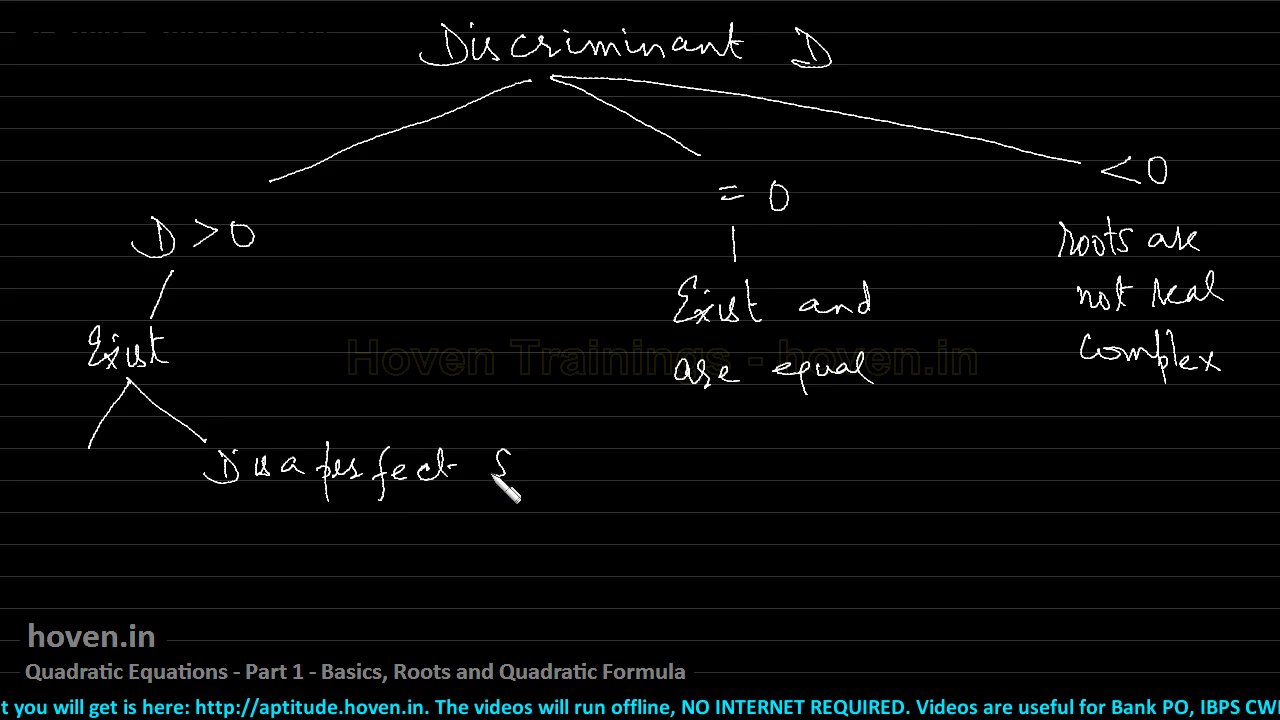 Discriminant D
D > 0
= 0
< 0
Exist
Exist and
are equal
roots are
not real
complex
D is a perfect S
Hoven Trainings - hoven.in
hoven.in
Quadratic Equations - Part 1 - Basics, Roots and Quadratic Formula
t you will get is here: http://aptitude.hoven.in. The videos will run offline, NO INTERNET REQUIRED. Videos are useful for Bank PO, IBPS CWE